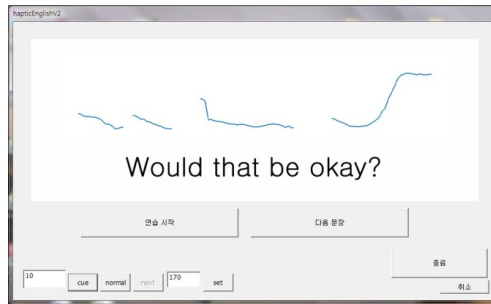 hapticEnglishV2
Would that be okay?
연습 시작
다음 문장
종료
10
cue
normal
next
170
set
취소